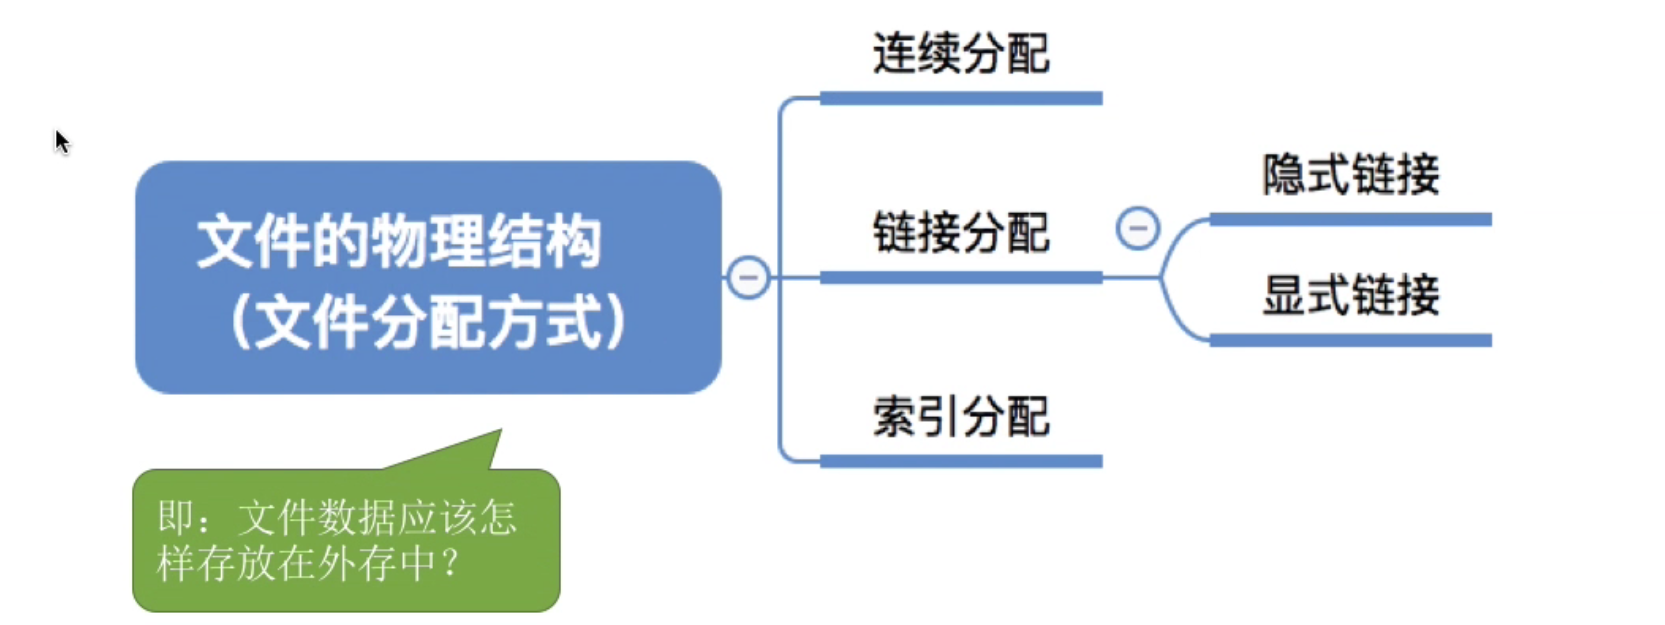 连续分配
隐式链接
文件的物理结构
（文件分配方式）
链接分配
显式链接
索引分配
即：文件数据应该怎
样存放在外存中？